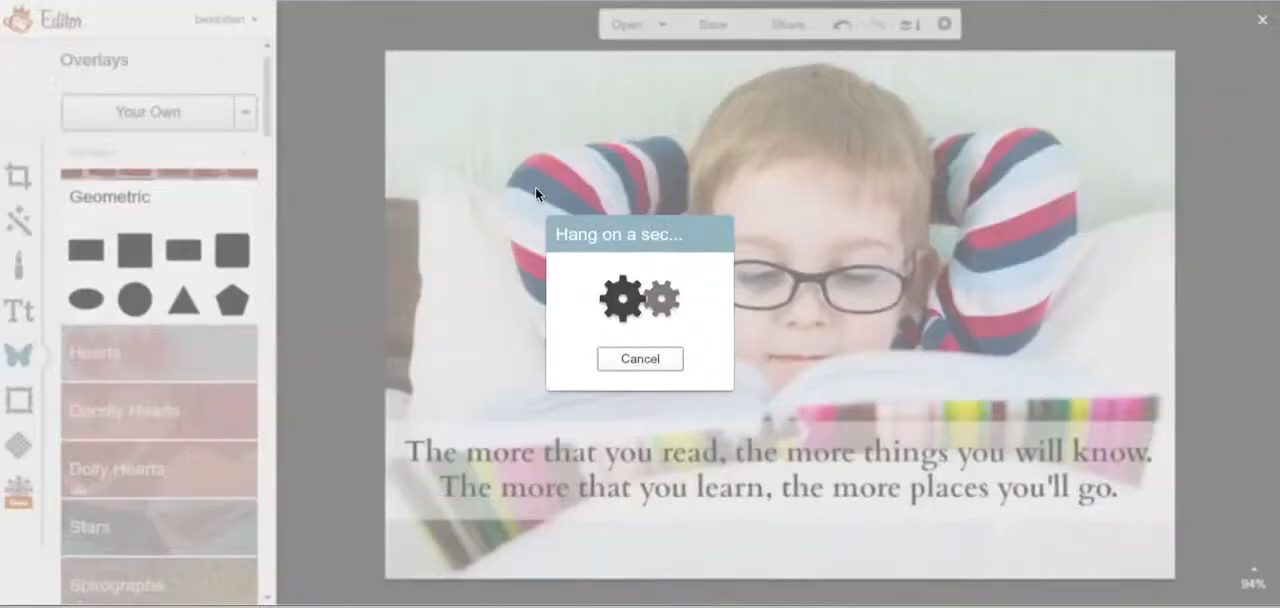 Editor
Overlays
Your Own
Geometric
Hearts
Doodly Hearts
Doily Hearts
Stars
Spirographs
Tt
Open
Save
Share
Hang on a sec...
Cancel
The more that you read, the more things you will know.
The more that you learn, the more places you'll go.
94%